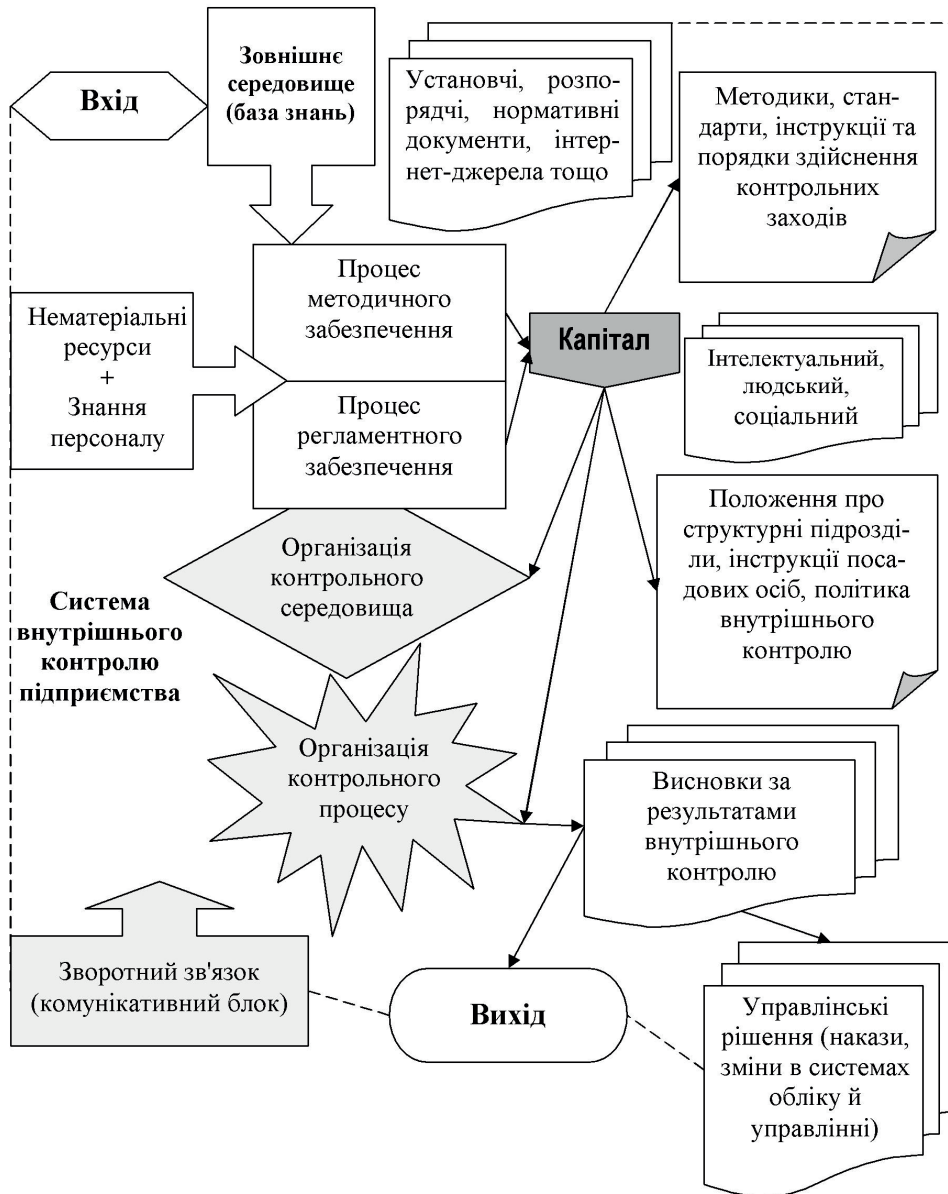 Вхід
Зовнішнє
середовище
(база знань)
Установчі, розпо-
рядчі, нормативні
документи, інтер-
нет-джерела тощо
Методики, стан-
дарти, інструкції та
порядки здійснення
контрольних
заходів
Нематеріальні
ресурси
+
Знання
персоналу
Процес
методичного
забезпечення
Процес
регламентного
забезпечення
Капітал
Інтелектуальний,
людський,
соціальний
Положення про
структурні підрозді-
ли, інструкції поса-
дових осіб, політика
внутрішнього
контролю
Організація
контрольного
середовища
Система
внутрішнього
контролю
підприємства
Організація
контрольного
процесу
Висновки за
результатами
внутрішнього
контролю
Зворотний зв'язок
(комунікативний блок)
Вихід
Управлінські
рішення (накази,
зміни в системах
обліку й
управлінні)